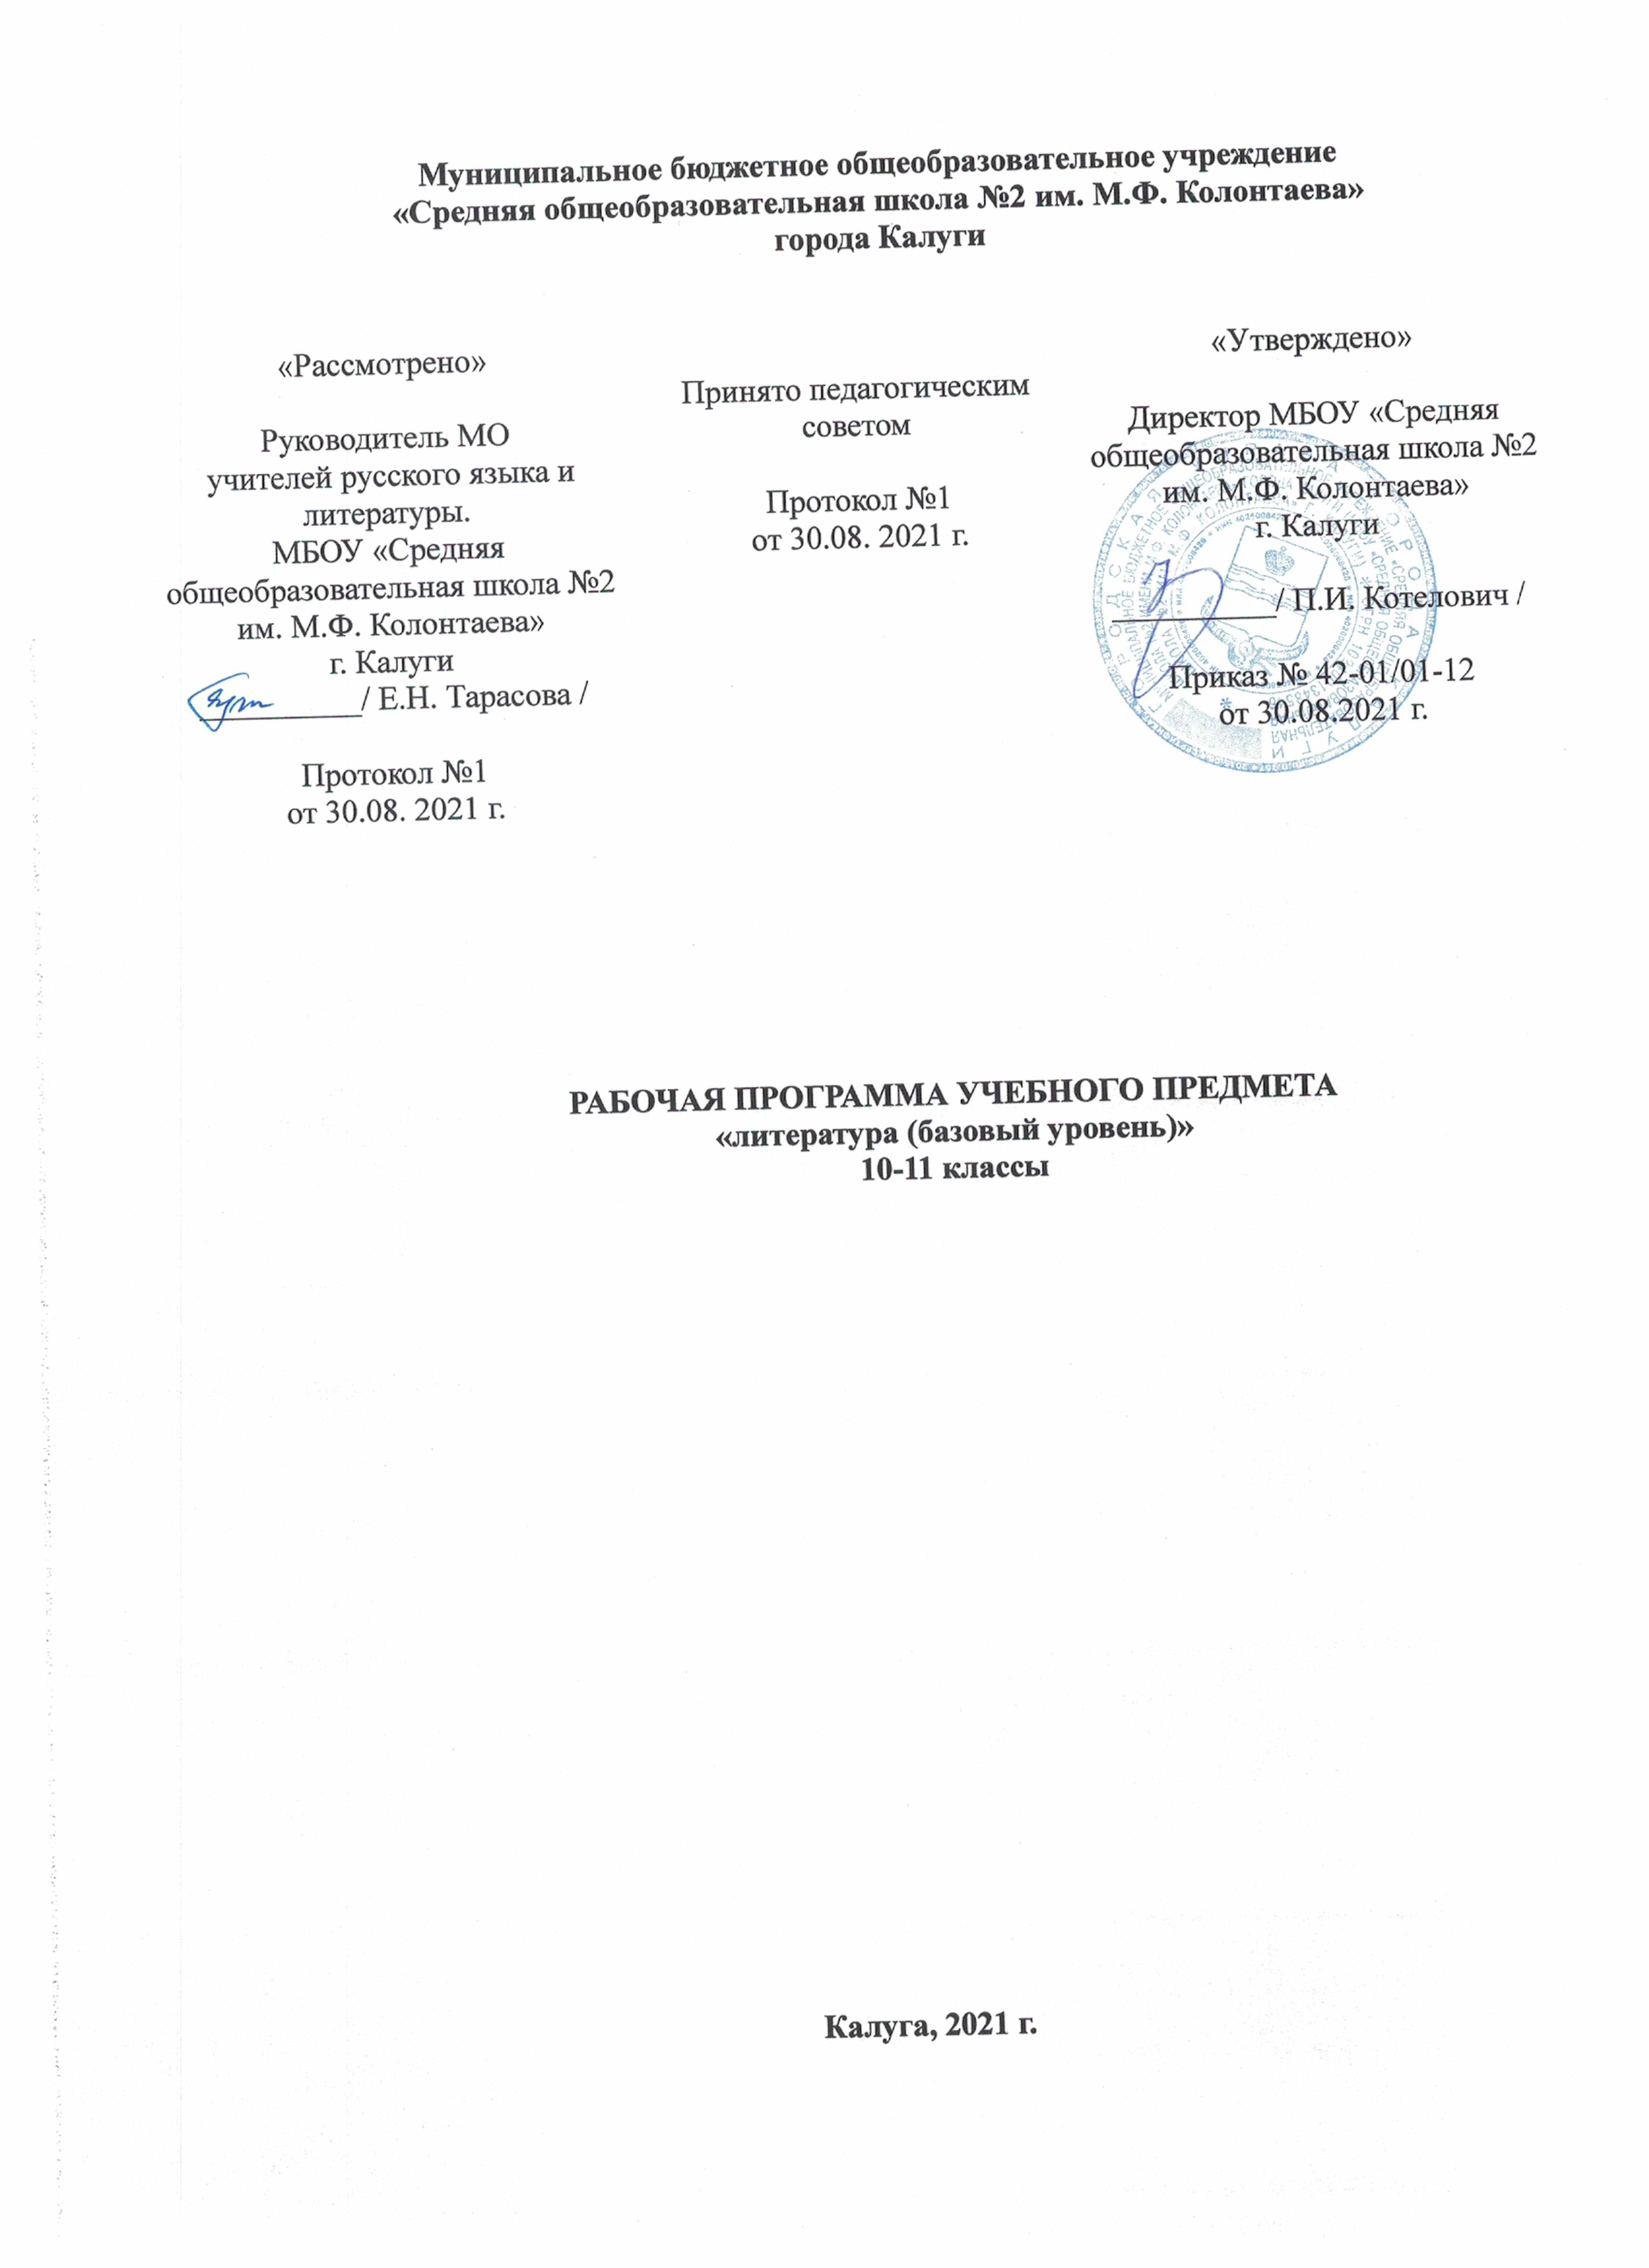 Муниципальное бюджетное общеобразовательное учреждение
«Средняя общеобразовательная школа №2 им. М.Ф. Колонтаева»
города Калуги
«Рассмотрено»
Руководитель МО
учителей русского языка и
литературы.
МБОУ «Средняя
общеобразовательная школа №2
им. М.Ф. Колонтаева»
г. Калуги
/ Е.Н. Тарасова /
Протокол №1
от 30.08. 2021 г.
Принято педагогическим
советом
Протокол №1
от 30.08. 2021 г.
«Утверждено»
Директор МБОУ «Средняя
общеобразовательная школа №2
им. М.Ф. Колонтаева»
г. Калуги
/ П.И. Котелович /
Приказ № 42-01/01-12
от 30.08.2021 г.
РАБОЧАЯ ПРОГРАММА УЧЕБНОГО ПРЕДМЕТА
«литература (базовый уровень)»
10-11 классы
Калуга, 2021 г.